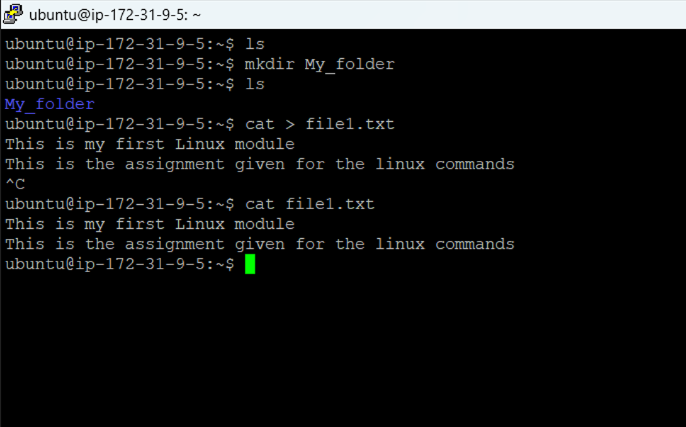 ubuntu@ip-172-31-9-5: ~
ubuntu@ip-172-31-9-5:~$ ls
ubuntu@ip-172-31-9-5:~$ mkdir My_folder
ubuntu@ip-172-31-9-5:~$ ls
My_folder
ubuntu@ip-172-31-9-5:~$ cat > file1.txt
This is my first Linux module
This is the assignment given for the linux commands
^C
ubuntu@ip-172-31-9-5:~$ cat file1.txt
This is my first Linux module
This is the assignment given for the linux commands
ubuntu@ip-172-31-9-5:~$